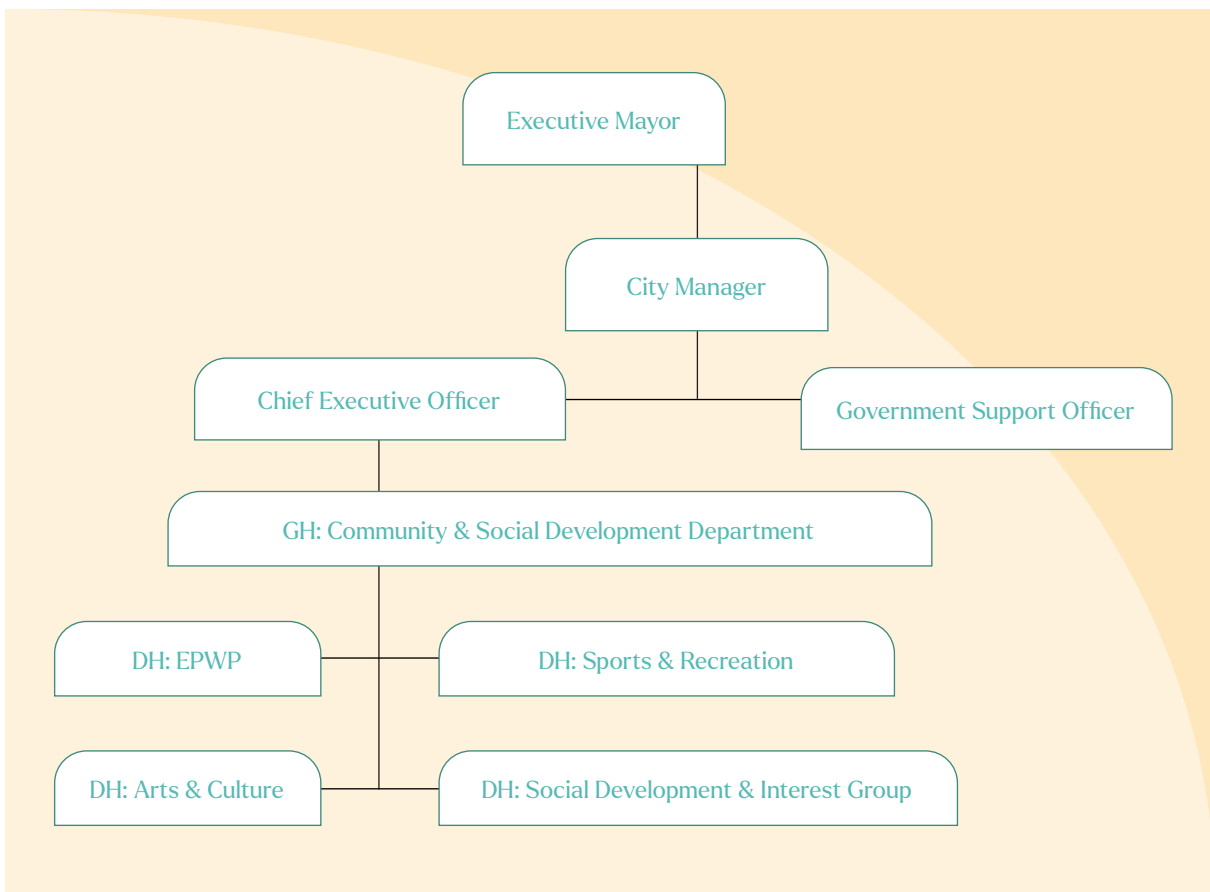 Executive Mayor
City Manager
Chief Executive Officer
Government Support Officer
GH: Community & Social Development Department
DH: EPWP
DH: Sports & Recreation
DH: Arts & Culture
DH: Social Development & Interest Group